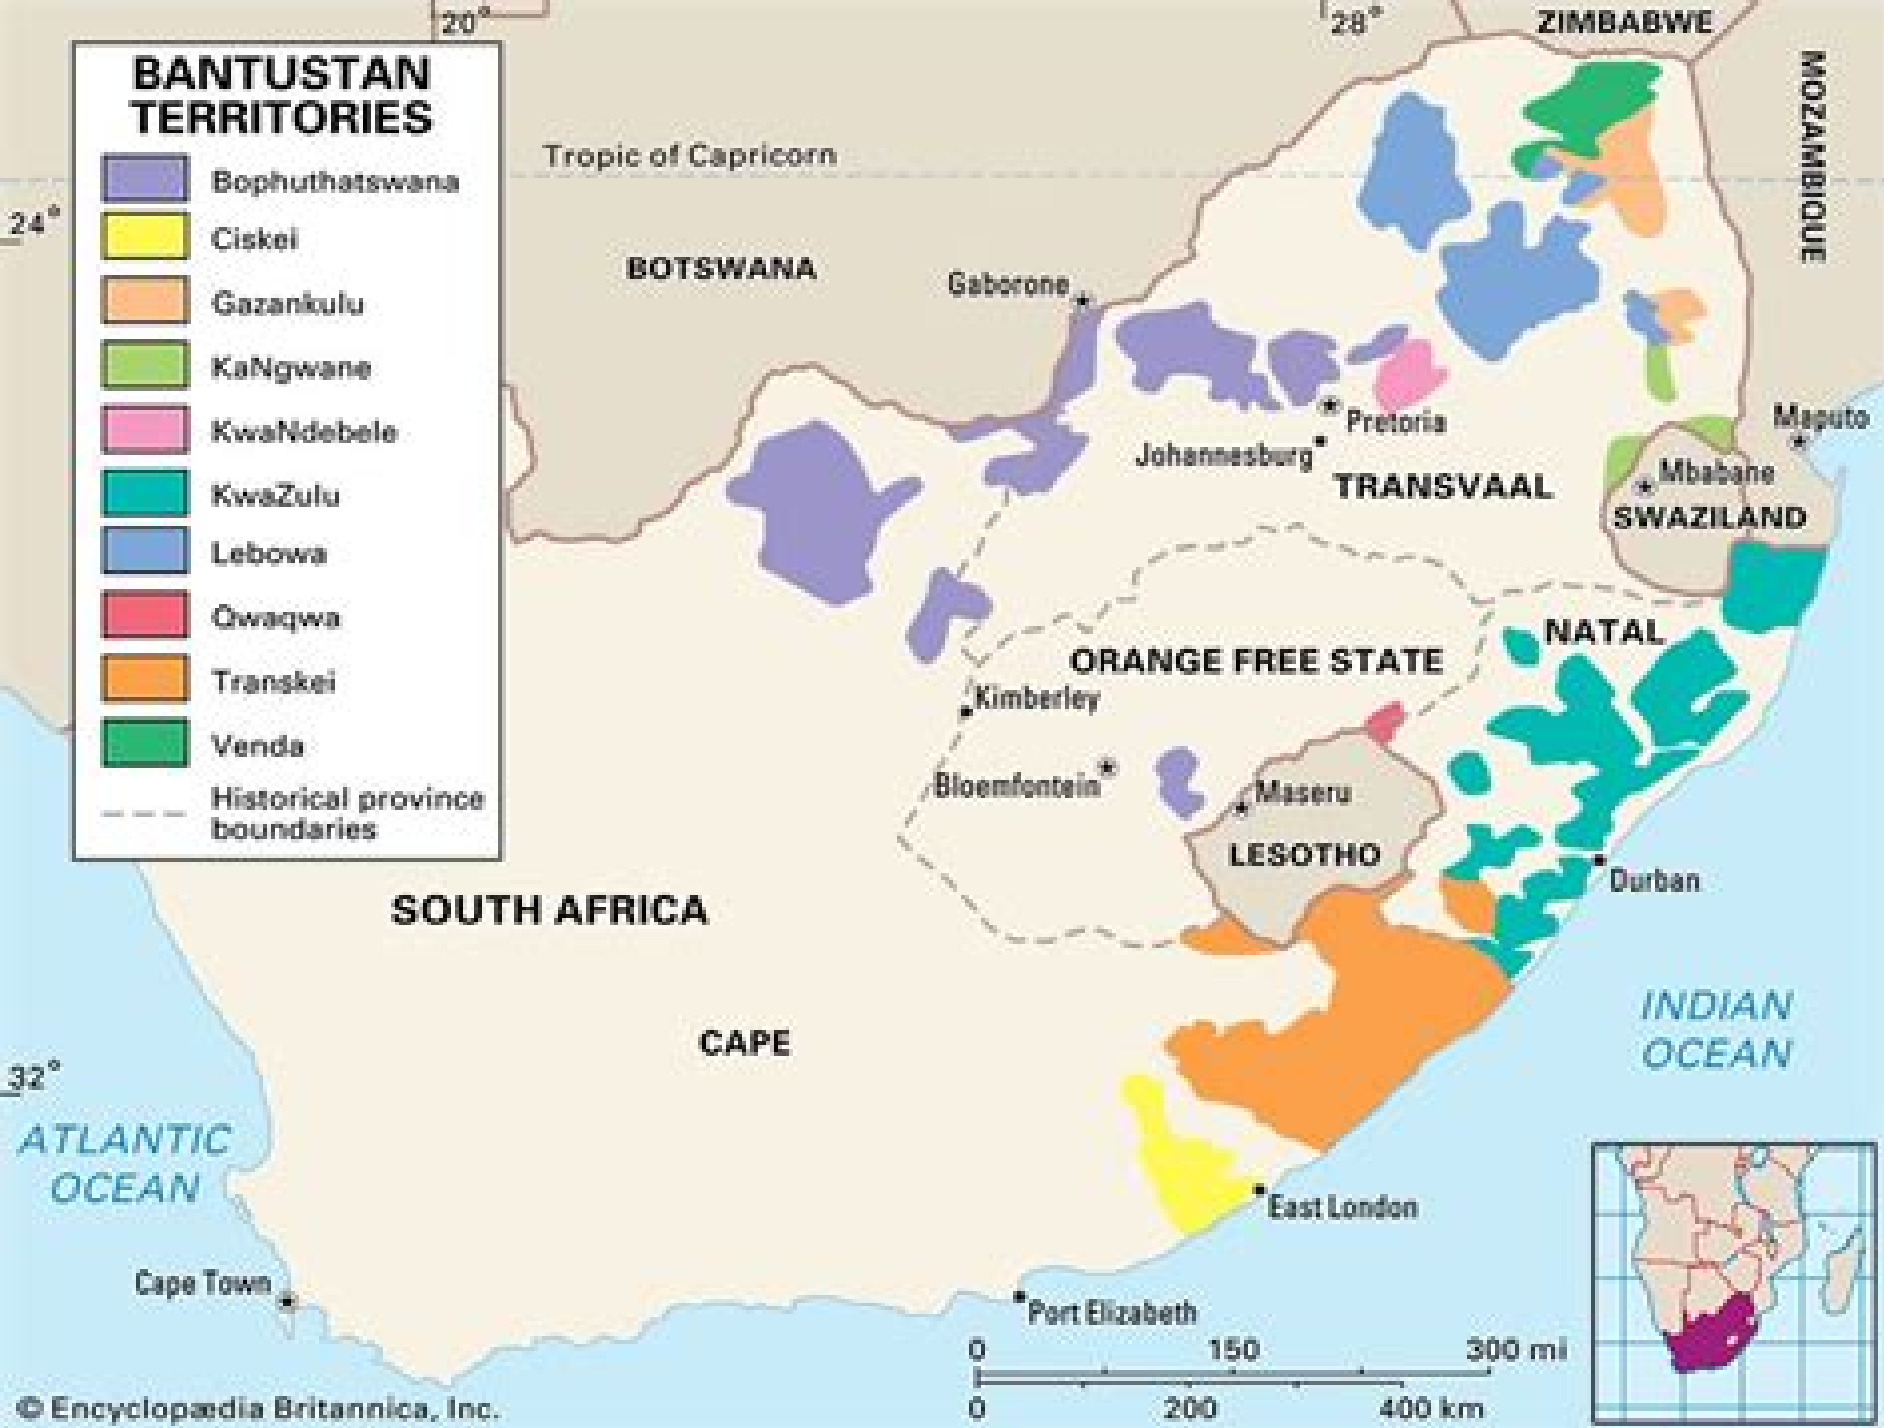 20°
28°
ZIMBABWE
MOZAMBIQUE
BANTUSTAN
TERRITORIES
Bophuthatswana
Ciskei
Gazankulu
KaNgwane
KwaNdebele
KwaZulu
Lebowa
Qwaqwa
Transkei
Venda
Historical province
boundaries
Tropic of Capricorn
24°
BOTSWANA
Gaborone
Pretoria
Johannesburg
TRANSVAAL
Maputo
Mbabane
SWAZILAND
NATAL
ORANGE FREE STATE
Kimberley
Bloemfontein
Maseru
LESOTHO
Durban
SOUTH AFRICA
CAPE
INDIAN
OCEAN
32°
ATLANTIC
OCEAN
East London
Cape Town
Port Elizabeth
0 150 300 mi
0 200 400 km
© Encyclopædia Britannica, Inc.